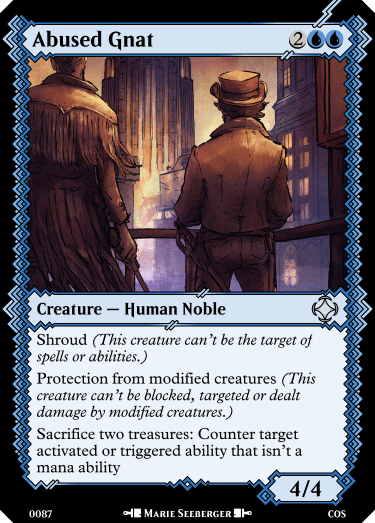 Abused Gnat 2
Creature — Human Noble
Shroud (This creature can't be the target of
spells or abilities.)
Protection from modified creatures (This
creature can't be blocked, targeted or dealt
damage by modified creatures.)
Sacrifice two treasures: Counter target
activated or triggered ability that isn't a
mana ability
4/4
0087 Marie Seeberger COS